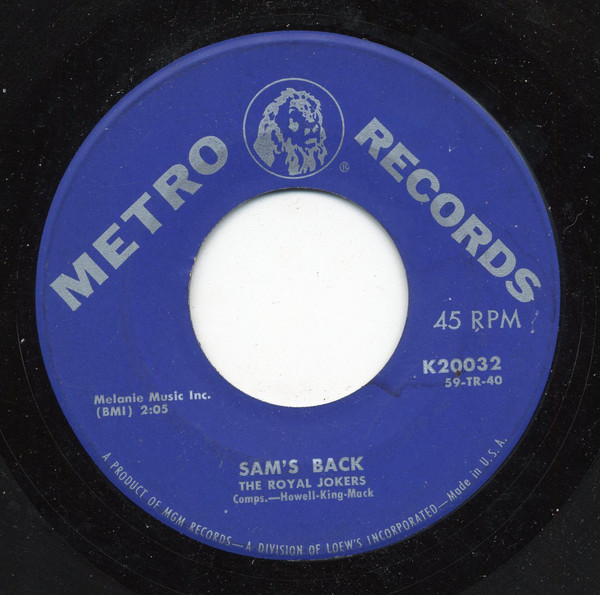 METRO RECORDS
®
45 RPM
K20032
59-TR-40
Melanie Music Inc.
(BMI) 2:05
SAM'S BACK
THE ROYAL JOKERS
Comps.—Howell-King-Mack
A PRODUCT OF MGM RECORDS—A DIVISION OF LOEW'S INCORPORATED—Made in U.S.A.